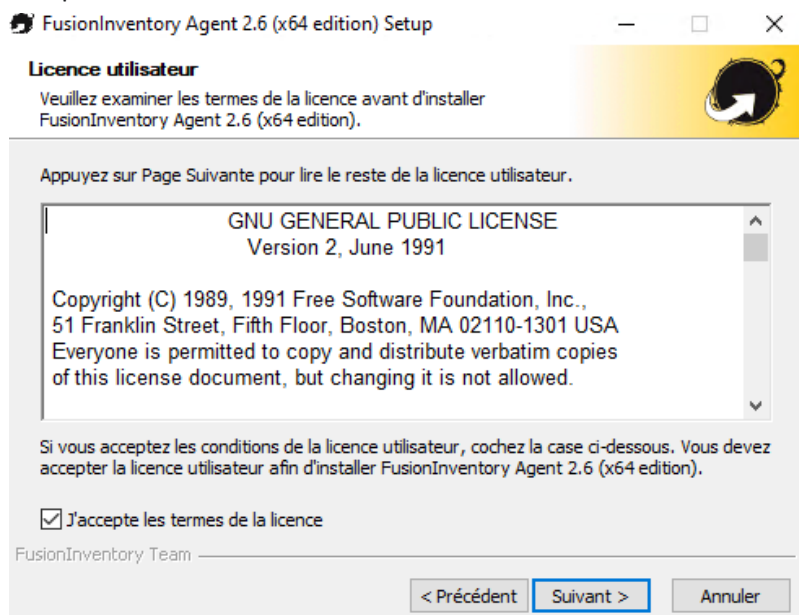 FusionInventory Agent 2.6 (x64 edition) Setup
Licence utilisateur
Veuillez examiner les termes de la licence avant d'installer
FusionInventory Agent 2.6 (x64 edition).
Appuyez sur Page Suivante pour lire le reste de la licence utilisateur.
GNU GENERAL PUBLIC LICENSE
Version 2, June 1991
Copyright (C) 1989, 1991 Free Software Foundation, Inc.,
51 Franklin Street, Fifth Floor, Boston, MA 02110-1301 USA
Everyone is permitted to copy and distribute verbatim copies
of this license document, but changing it is not allowed.
Si vous acceptez les conditions de la licence utilisateur, cochez la case ci-dessous. Vous devez
accepter la licence utilisateur afin d'installer FusionInventory Agent 2.6 (x64 edition).
J'accepte les termes de la licence
FusionInventory Team
< Précédent Suivant > Annuler